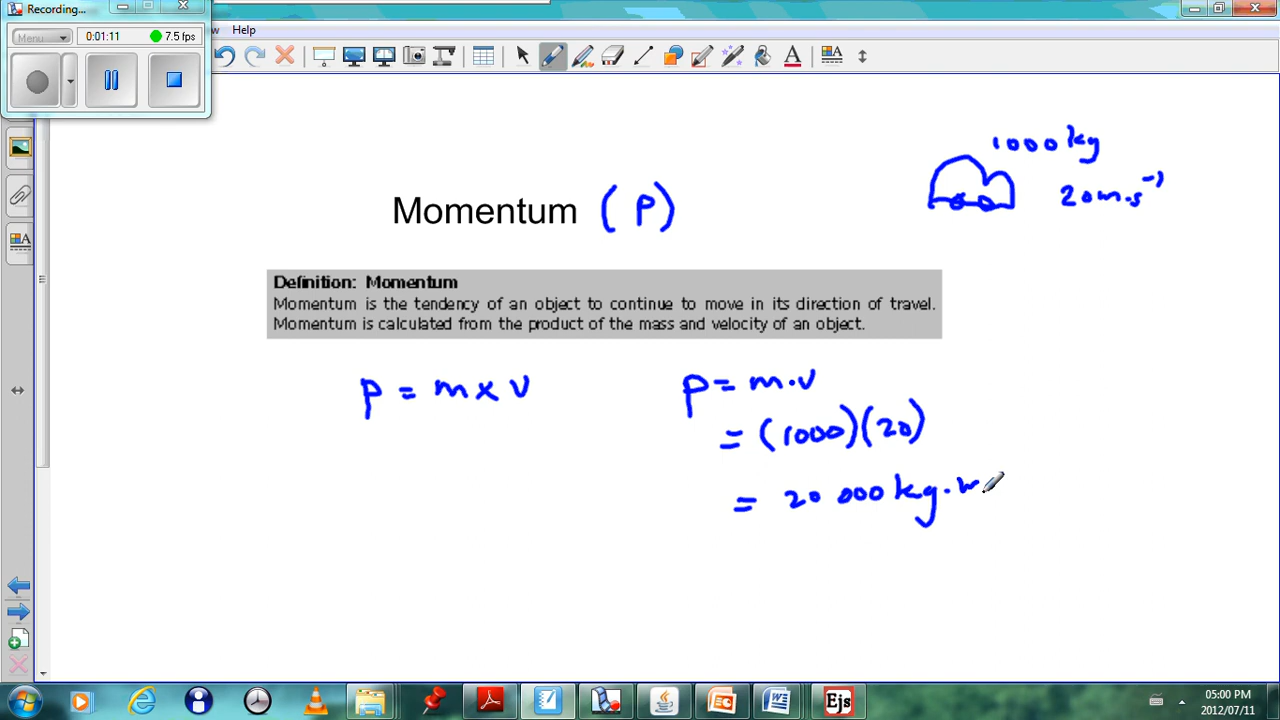 Recording...
Menu
0:01:11
7.5 fps
Help
1000 kg
20 m.s⁻¹
Momentum (P)
Definition: Momentum
Momentum is the tendency of an object to continue to move in its direction of travel.
Momentum is calculated from the product of the mass and velocity of an object.
P = m x v
P = m.v
= (1000)(20)
= 20 000 kg.m
Ejs
05:00 PM
2012/07/11